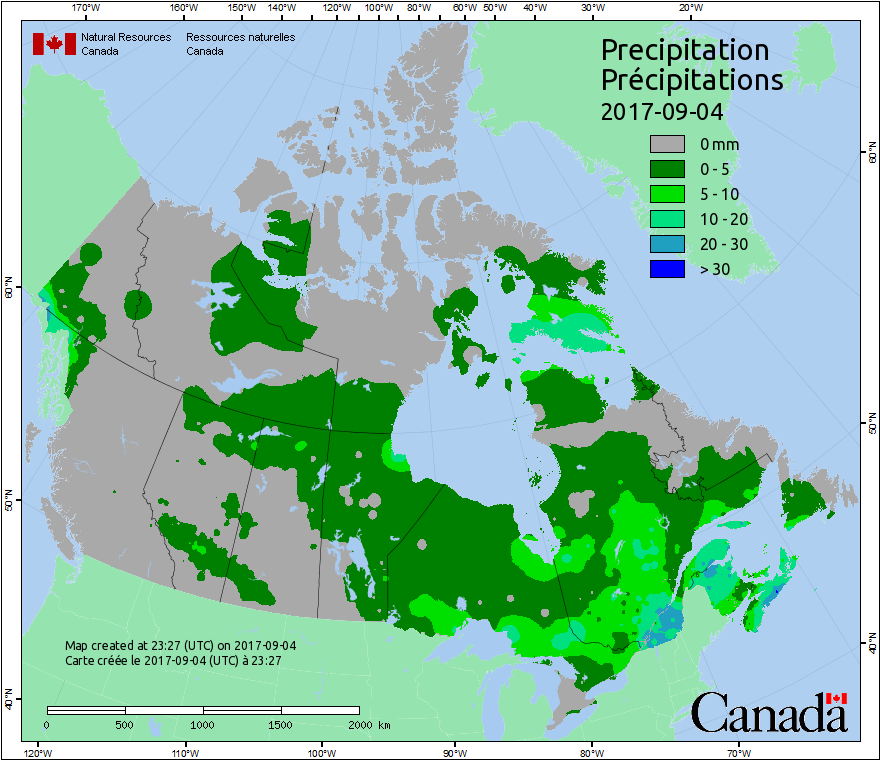 170°W 160°W 150°W 140°W 120°W 100°W 80°W 60°W 50°W 40°W 30°W 20°W
Natural Resources Ressources naturelles
Canada Canada
Precipitation
Précipitations
2017-09-04
0 mm
0 - 5
5 - 10
10 - 20
20 - 30
> 30
60°N
60°N
50°N
50°N
40°N
40°N
Map created at 23:27 (UTC) on 2017-09-04
Carte créée le 2017-09-04 (UTC) à 23:27
0 500 1000 1500 2000 km
Canada
120°W 110°W 100°W 90°W 80°W 70°W